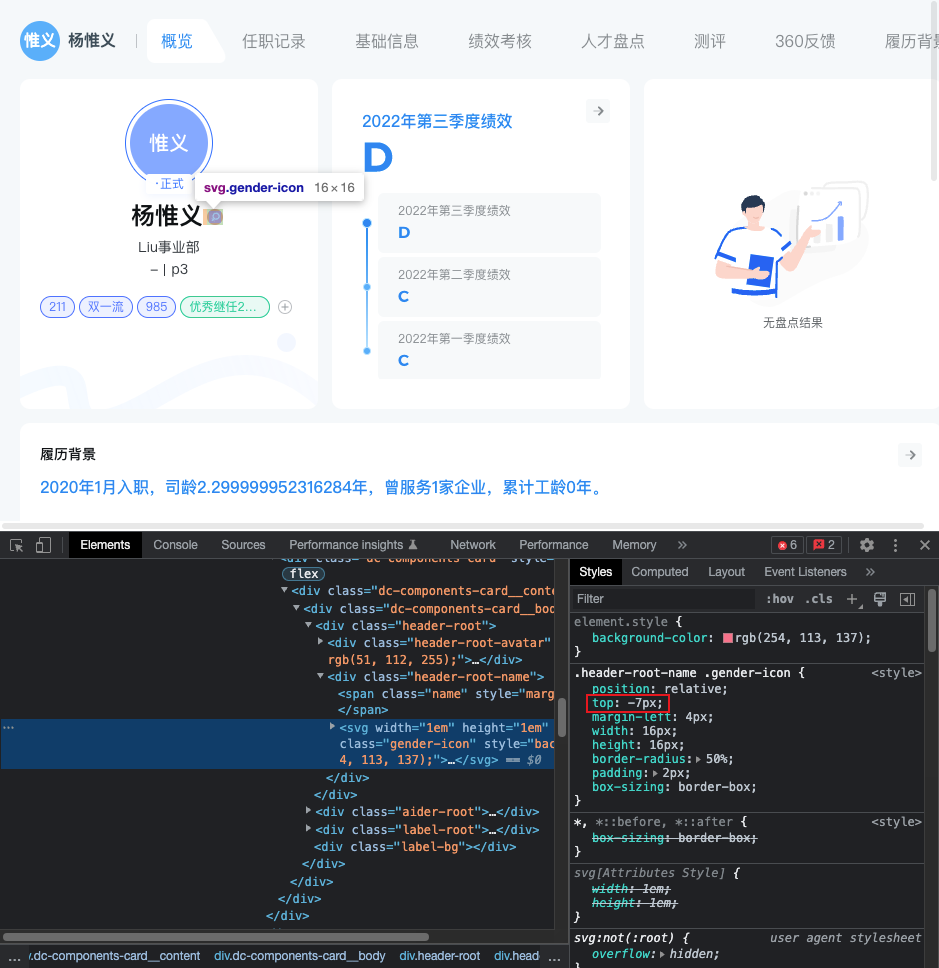 惟义 杨惟义 概览 任职记录 基础信息 绩效考核 人才盘点 测评 360反馈 履历背景
惟义
·正式
svg.gender-icon 16×16
杨惟义
Liu事业部
– | p3
211 双一流 985 优秀继任2...
2022年第三季度绩效
D
2022年第三季度绩效
D
2022年第二季度绩效
C
2022年第一季度绩效
C
无盘点结果
履历背景
2020年1月入职，司龄2.299999952316284年，曾服务1家企业，累计工龄0年。
Elements Console Sources Performance insights Network Performance Memory » 6 2
<div class="dc-components-card" style=
flex
<div class="dc-components-card__conte
<div class="dc-components-card__boo
<div class="header-root">
<div class="header-root-avatar"
rgb(51, 112, 255);">…</div>
<div class="header-root-name">
<span class="name" style="marg
</span>
<svg width="1em" height="1em"
class="gender-icon" style="bac
4, 113, 137);">…</svg> == $0
</div>
</div>
<div class="aider-root">…</div>
<div class="label-root">…</div>
<div class="label-bg"></div>
</div>
</div>
</div>
</div>
... v.dc-components-card__content div.dc-components-card__body div.header-root div.heade ...
Styles Computed Layout Event Listeners »
Filter :hov .cls +
element.style {
background-color: rgb(254, 113, 137);
}
.header-root-name .gender-icon { <style>
position: relative;
top: -7px;
margin-left: 4px;
width: 16px;
height: 16px;
border-radius: 50%;
padding: 2px;
box-sizing: border-box;
}
*, *::before, *::after { <style>
box-sizing: border-box;
}
svg[Attributes Style] {
width: 1em;
height: 1em;
}
svg:not(:root) { user agent stylesheet
overflow: hidden;
}